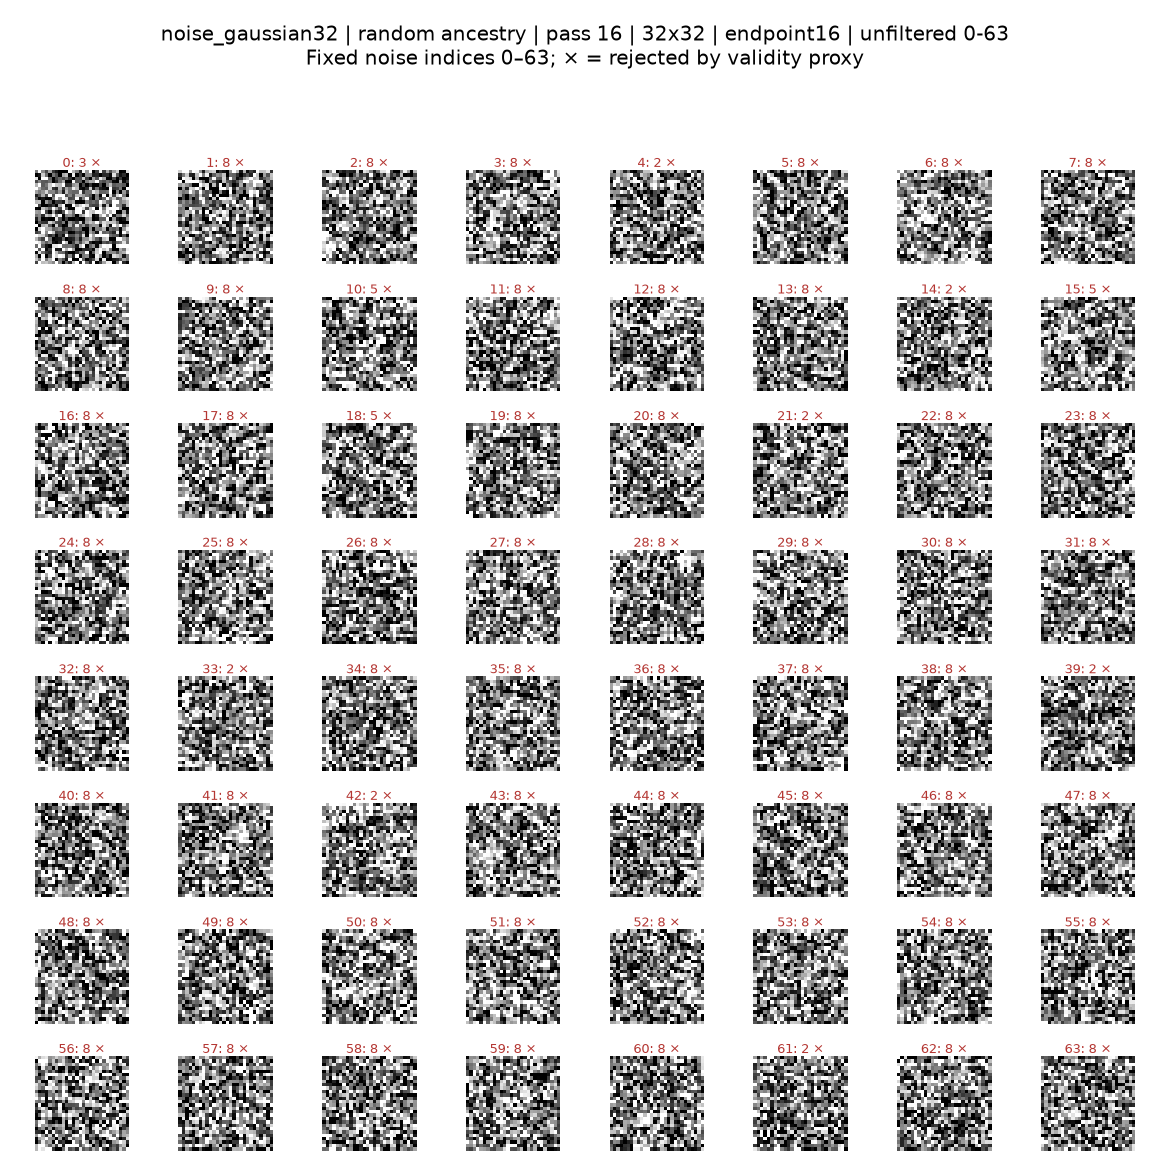 noise_gaussian32 | random ancestry | pass 16 | 32x32 | endpoint16 | unfiltered 0-63
Fixed noise indices 0–63; × = rejected by validity proxy
0: 3 × 1: 8 × 2: 8 × 3: 8 × 4: 2 × 5: 8 × 6: 8 × 7: 8 ×
8: 8 × 9: 8 × 10: 5 × 11: 8 × 12: 8 × 13: 8 × 14: 2 × 15: 5 ×
16: 8 × 17: 8 × 18: 5 × 19: 8 × 20: 8 × 21: 2 × 22: 8 × 23: 8 ×
24: 8 × 25: 8 × 26: 8 × 27: 8 × 28: 8 × 29: 8 × 30: 8 × 31: 8 ×
32: 8 × 33: 2 × 34: 8 × 35: 8 × 36: 8 × 37: 8 × 38: 8 × 39: 2 ×
40: 8 × 41: 8 × 42: 2 × 43: 8 × 44: 8 × 45: 8 × 46: 8 × 47: 8 ×
48: 8 × 49: 8 × 50: 8 × 51: 8 × 52: 8 × 53: 8 × 54: 8 × 55: 8 ×
56: 8 × 57: 8 × 58: 8 × 59: 8 × 60: 8 × 61: 2 × 62: 8 × 63: 8 ×